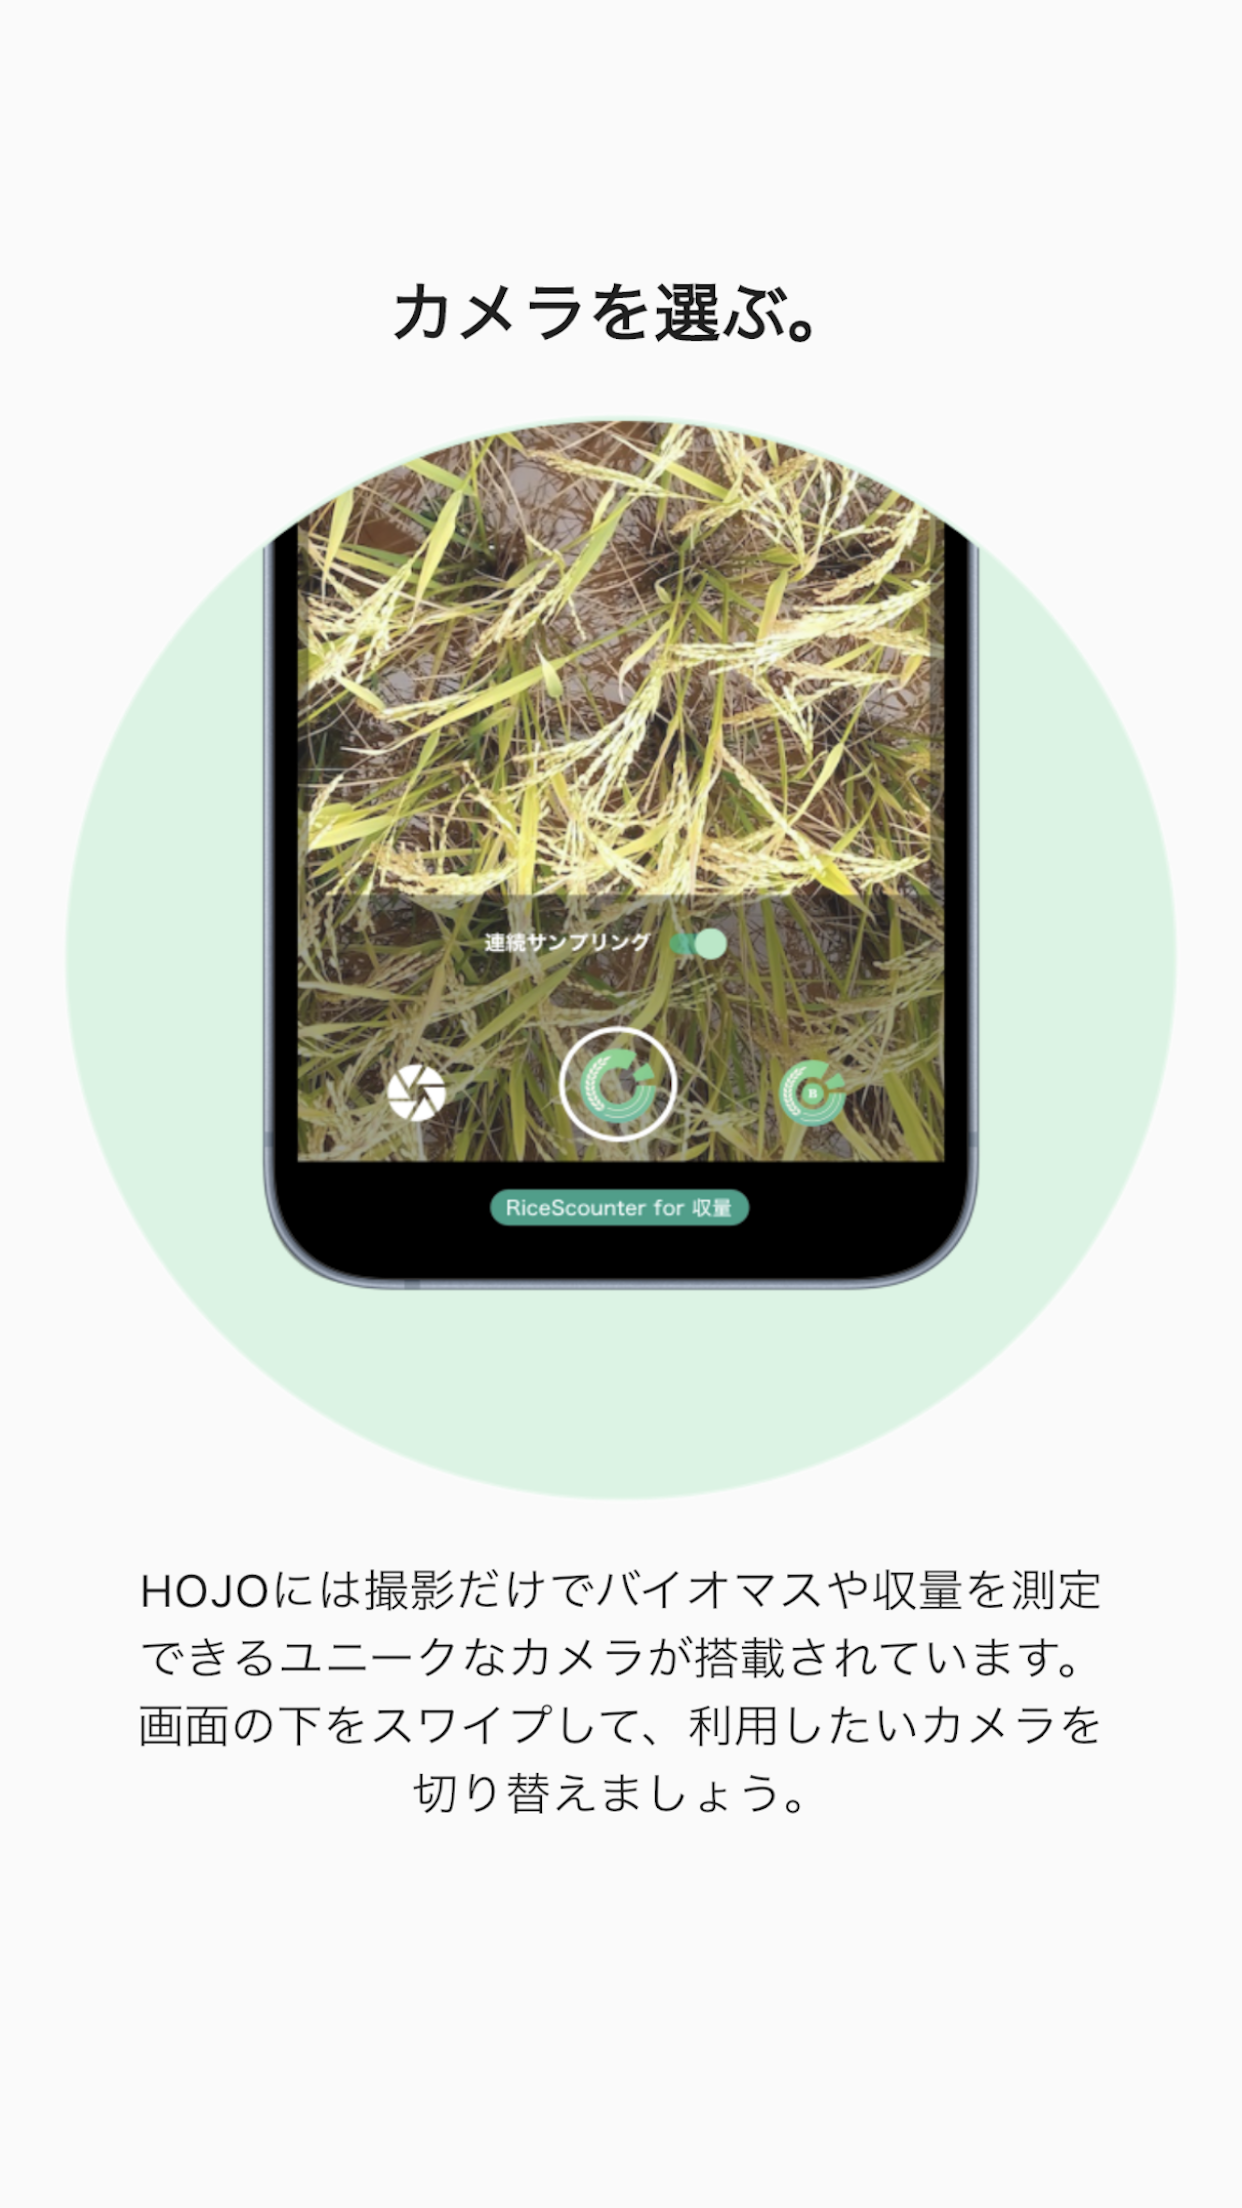 カメラを選ぶ。
連続サンプリング
B
RiceScounter for 収量
HOJOには撮影だけでバイオマスや収量を測定
できるユニークなカメラが搭載されています。
画面の下をスワイプして、利用したいカメラを
切り替えましょう。